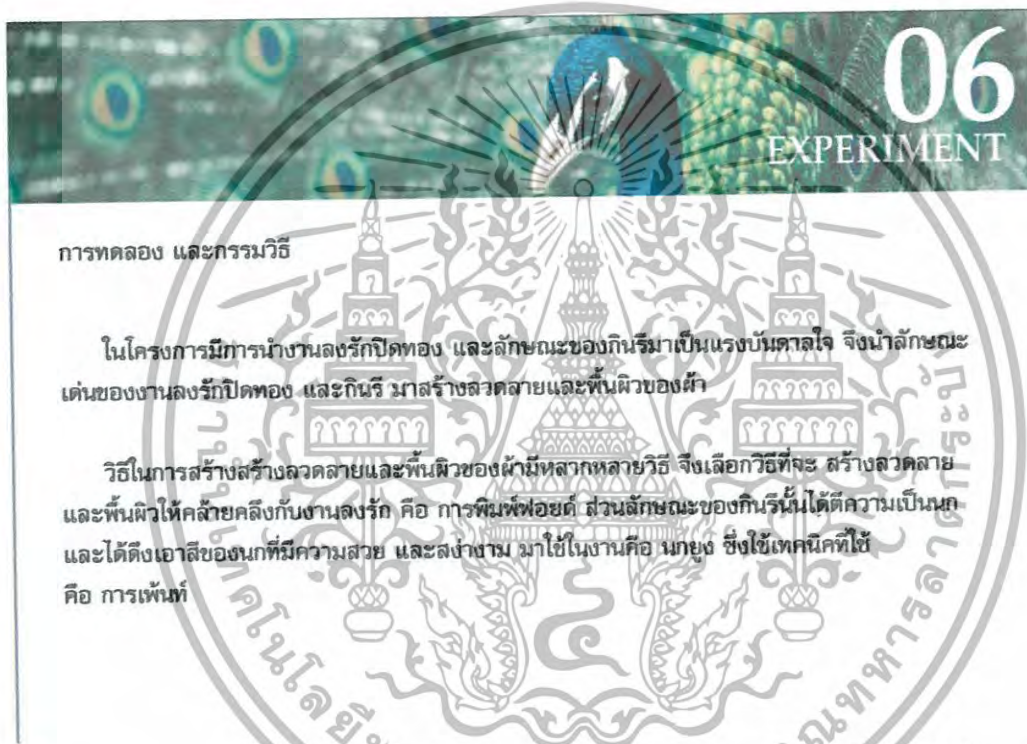 06
EXPERIMENT
การทดลอง และกรรมวิธี
ในโครงการมีการนำงานลงรักปิดทอง และลักษณะของกินรีมาเป็นแรงบันดาลใจ จึงนำลักษณะ
เด่นของงานลงรักปิดทอง และกินรี มาสร้างลวดลายและพื้นผิวของผ้า
วิธีในการสร้างสร้างลวดลายและพื้นผิวของผ้ามีหลากหลายวิธี จึงเลือกวิธีที่จะ สร้างลวดลาย
และพื้นผิวให้คล้ายคลึงกับงานลงรัก คือ การพิมพ์ฟอยด์ ส่วนลักษณะของกินรีนั้นได้ตีความเป็นนก
และได้ดึงเอาสีของนกที่มีความสวย และสง่างาม มาใช้ในงานคือ นกยูง ซึ่งใช้เทคนิคที่ใช้
คือ การเพ้นท์